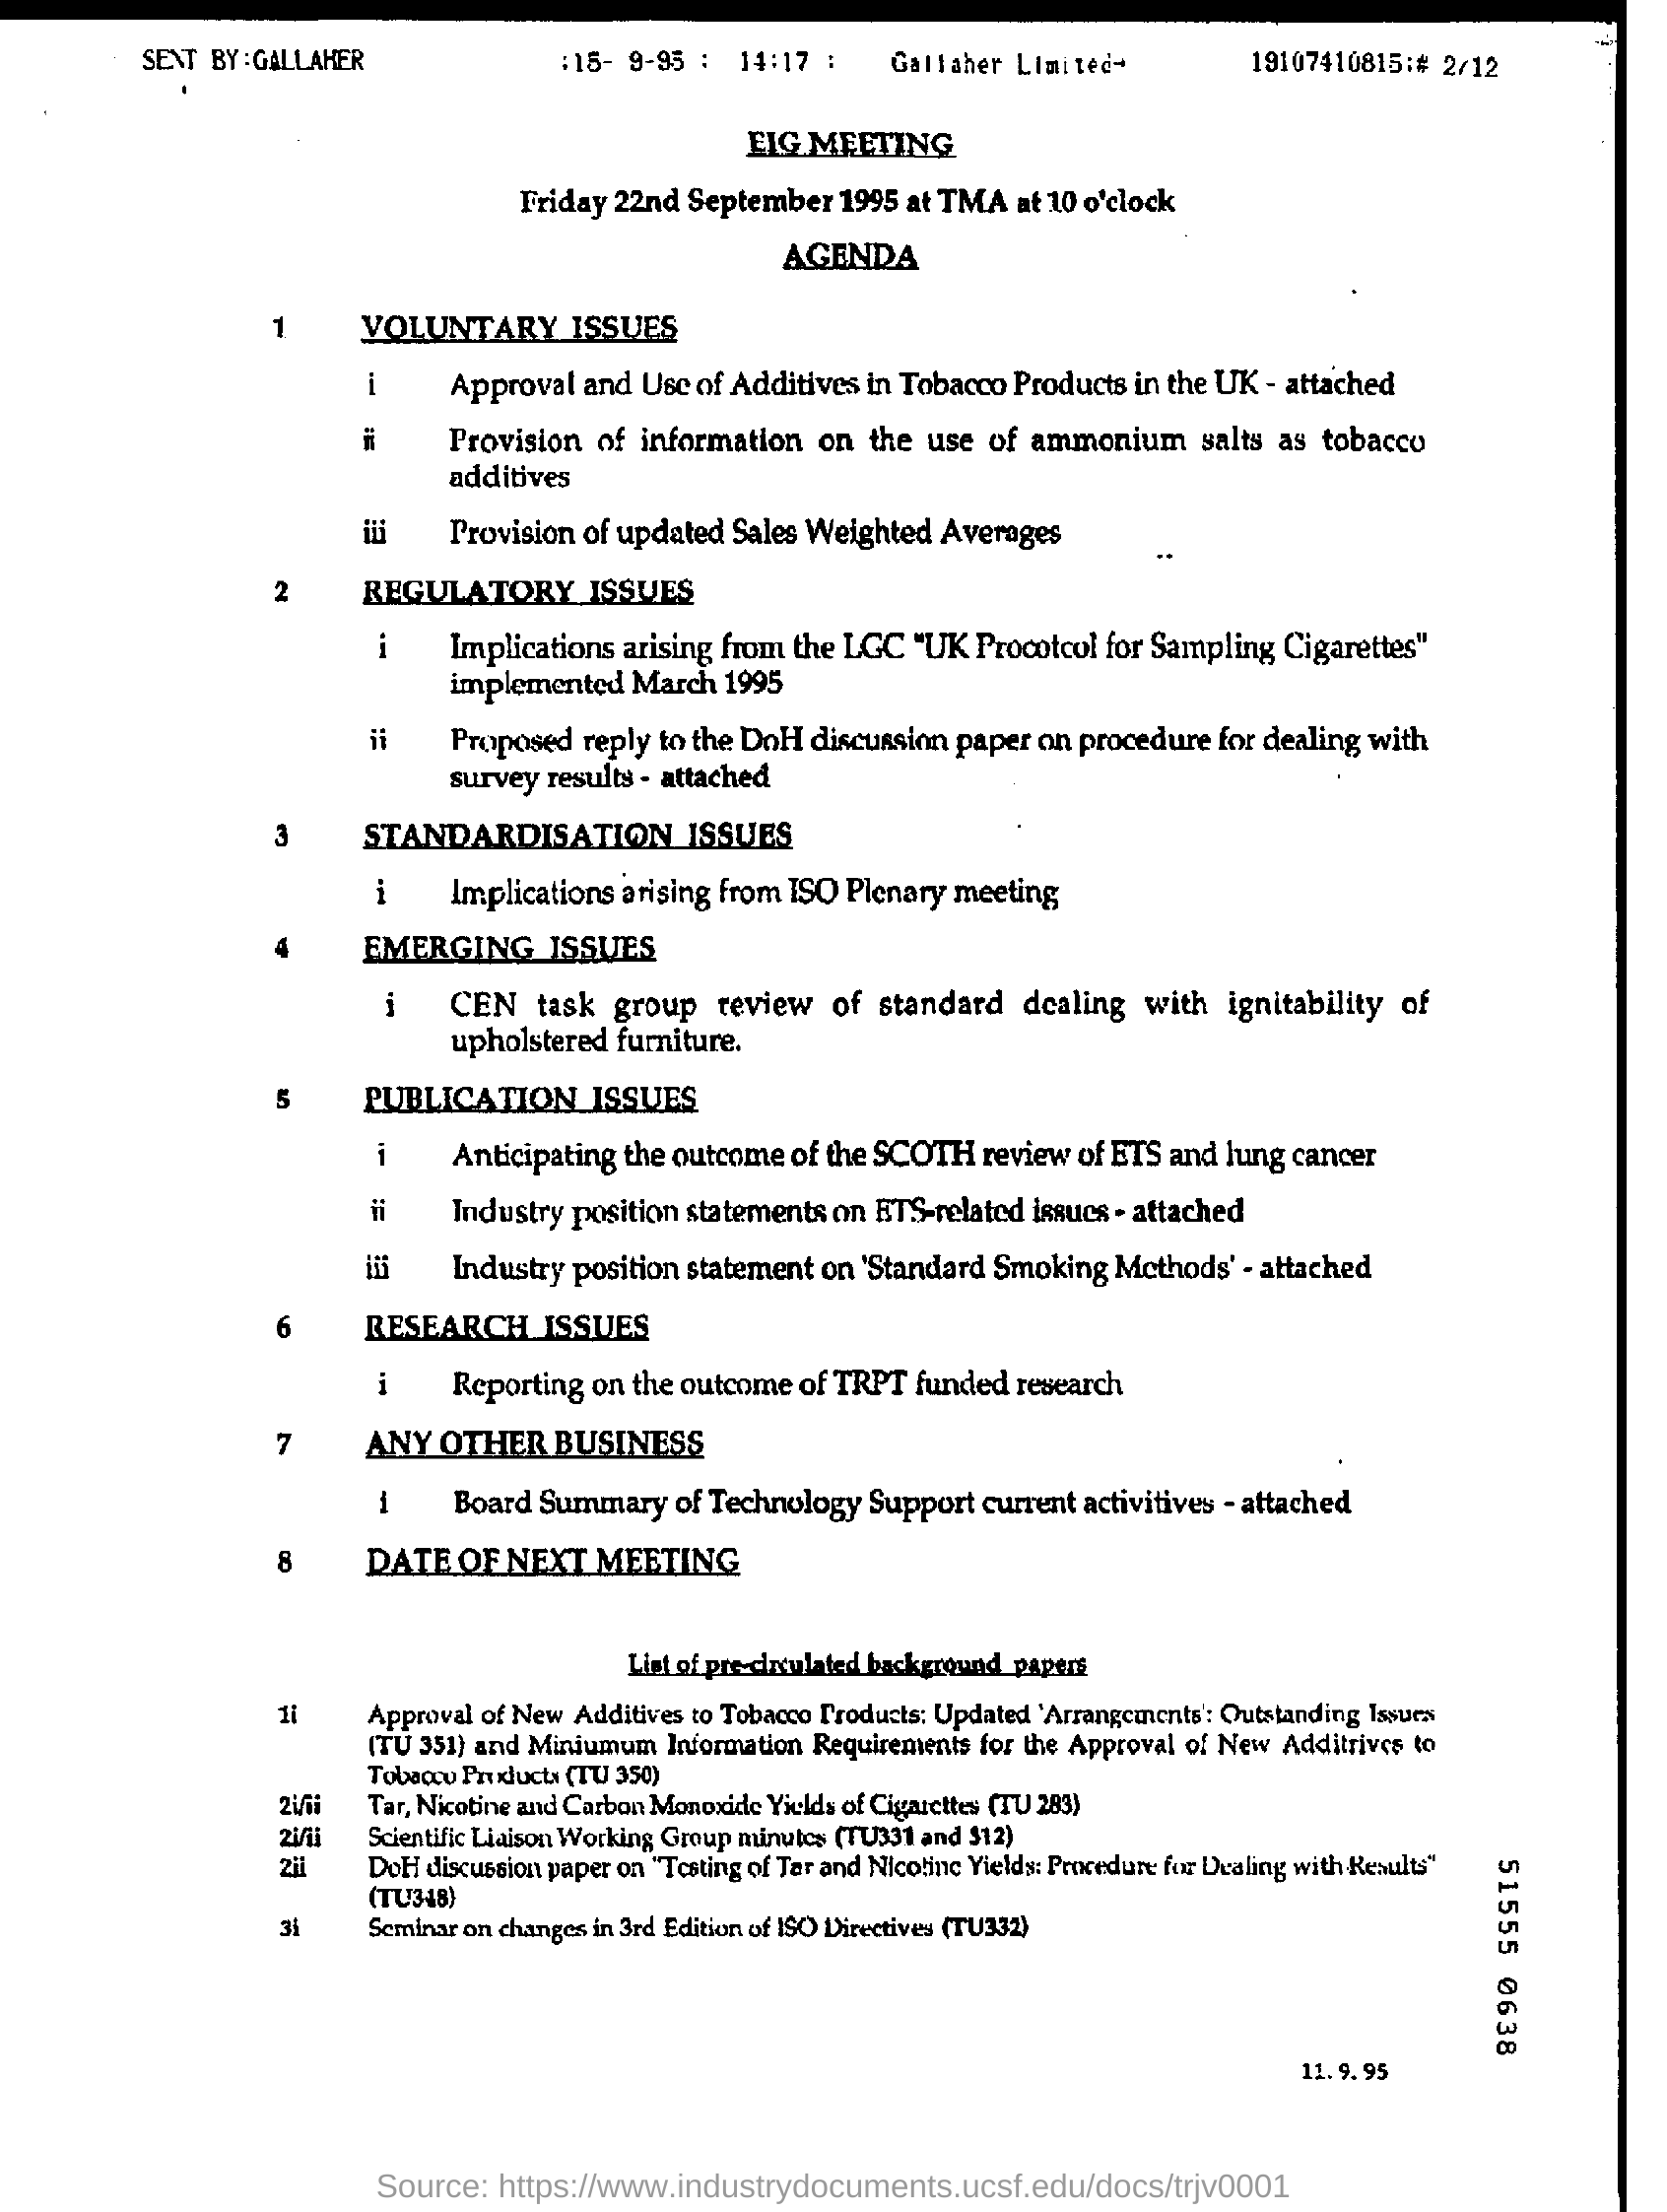 SENT BY:GALLAHER :15- 9-95 : 14:17 : Gallaher Limited→ 19107410815:# 2/12
EIG MEETING
Friday 22nd September 1995 at TMA at 10 o'clock
AGENDA
1 VOLUNTARY ISSUES
i Approval and Use of Additives in Tobacco Products in the UK - attached
ii Provision of information on the use of ammonium salts as tobacco
additives
iii Provision of updated Sales Weighted Averages
2 REGULATORY ISSUES
i Implications arising from the LGC "UK Procotcol for Sampling Cigarettes"
implemented March 1995
ii Proposed reply to the DoH discussion paper on procedure for dealing with
survey results - attached
3 STANDARDISATION ISSUES
i Implications arising from ISO Plenary meeting
4 EMERGING ISSUES
i CEN task group review of standard dealing with ignitability of
upholstered furniture.
5 PUBLICATION ISSUES
i Anticipating the outcome of the SCOTH review of ETS and lung cancer
ii Industry position statements on ETS-related issues - attached
iii Industry position statement on 'Standard Smoking Methods' - attached
6 RESEARCH ISSUES
i Reporting on the outcome of TRPT funded research
7 ANY OTHER BUSINESS
i Board Summary of Technology Support current activitives - attached
8 DATE OF NEXT MEETING
List of pre-circulated background papers
1i Approval of New Additives to Tobacco Products: Updated 'Arrangements': Outstanding Issues
(TU 351) and Miniumum Information Requirements for the Approval of New Additrives to
Tobacco Products (TU 350)
2i/ii Tar, Nicotine and Carbon Monoxide Yields of Cigarettes (TU 283)
2i/ii Scientific Liaison Working Group minutes (TU331 and 312)
2ii DoH discussion paper on "Testing of Tar and Nicotine Yields: Procedure for Dealing with Results"
(TU348)
3i Seminar on changes in 3rd Edition of ISO Directives (TU332)
51555 0638
11.9.95
Source: https://www.industrydocuments.ucsf.edu/docs/trjv0001